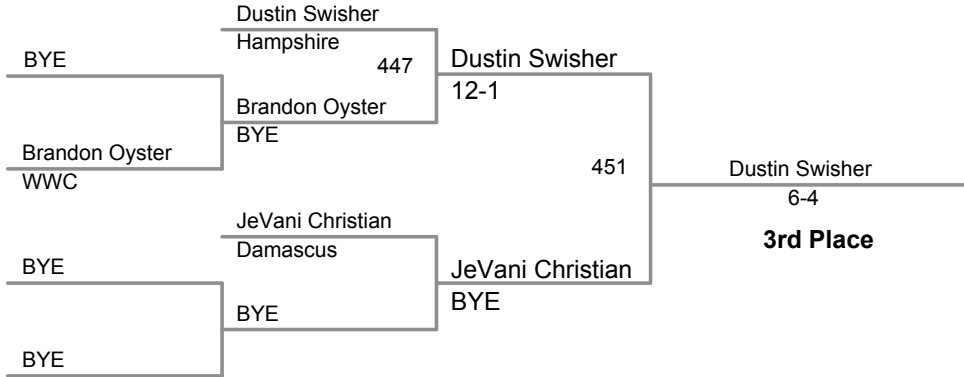 Dustin Swisher
Hampshire
BYE
447
Dustin Swisher
12-1
Brandon Oyster
BYE
Brandon Oyster
WWC
451
Dustin Swisher
6-4
3rd Place
JeVani Christian
Damascus
BYE
JeVani Christian
BYE
BYE
BYE